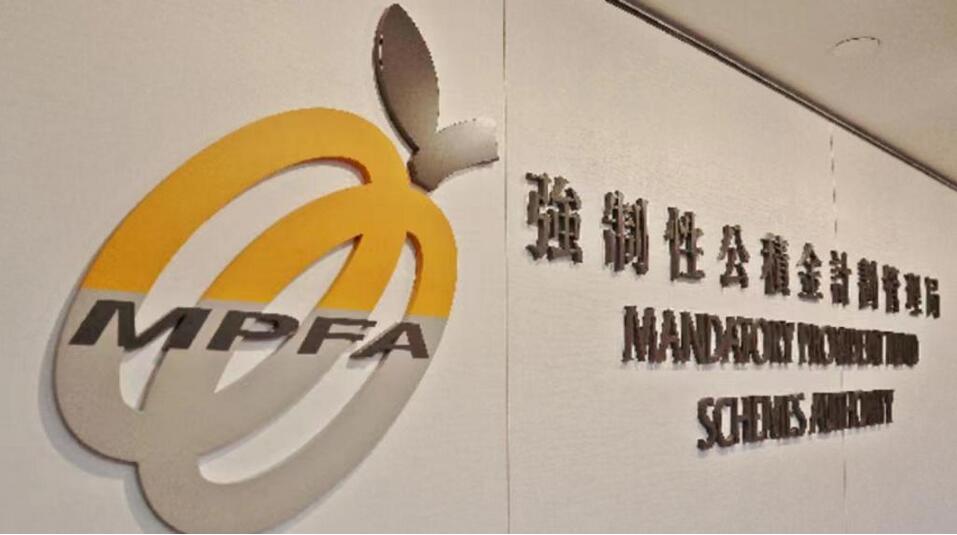 MPFA
強制性公積金計劃管理局
MANDATORY PROVIDENT FUND
SCHEMES AUTHORITY